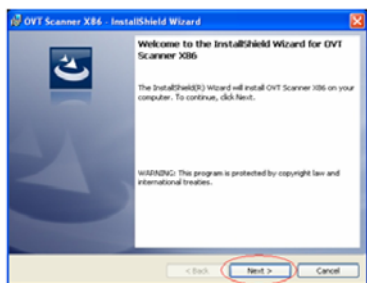 OVT Scanner X86 - InstallShield Wizard
Welcome to the InstallShield Wizard for OVT
Scanner X86
The InstallShield(R) Wizard will install OVT Scanner X86 on your
computer. To continue, click Next.
WARNING: This program is protected by copyright law and
international treaties.
< Back Next > Cancel